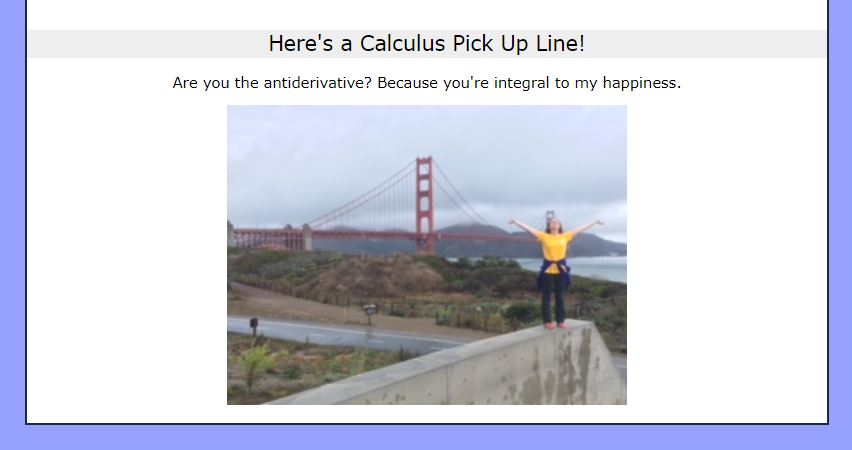 Here's a Calculus Pick Up Line!
Are you the antiderivative? Because you're integral to my happiness.